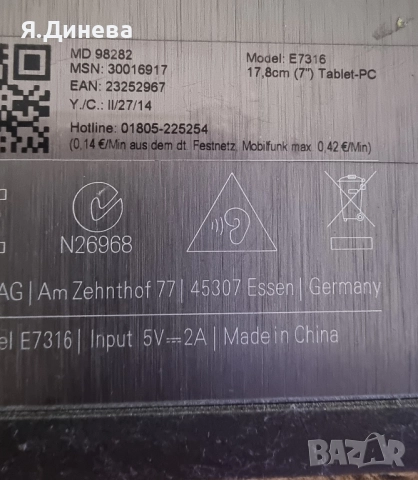 Я.Динева
MD 98282
MSN: 30016917
EAN: 23252967
Y./C.: II/27/14
Hotline: 01805-225254
(0,14 €/Min aus dem dt. Festnetz, Mobilfunk max. 0,42 €/Min)
Model: E7316
17,8cm (7") Tablet-PC
N26968
AG | Am Zehnthof 77 | 45307 Essen | Germany
el E7316 | Input 5V⎓2A | Made in China
BAZAR